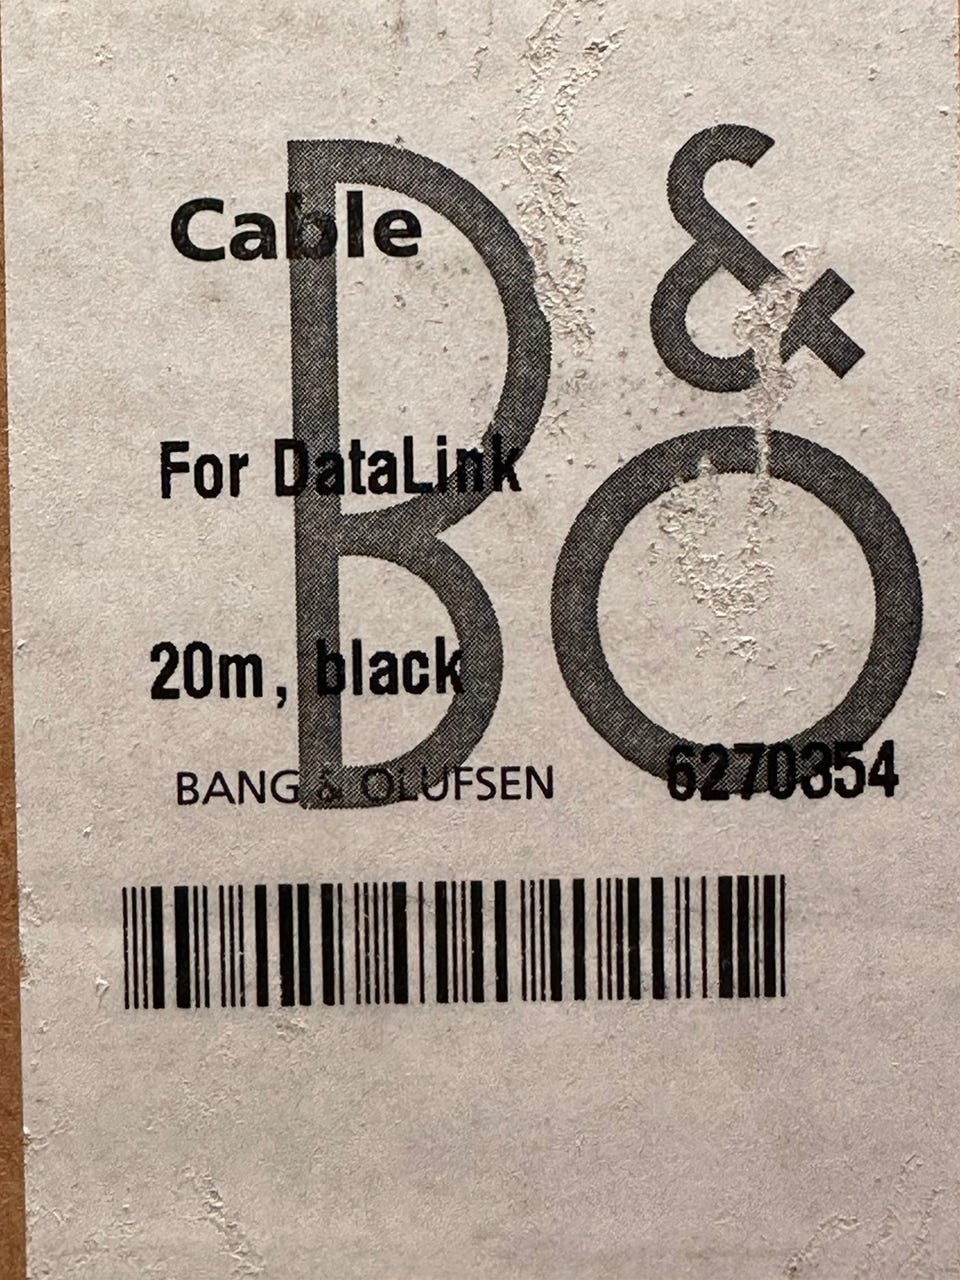 B&O
Cable
For DataLink
20m, black
BANG & OLUFSEN 6270354